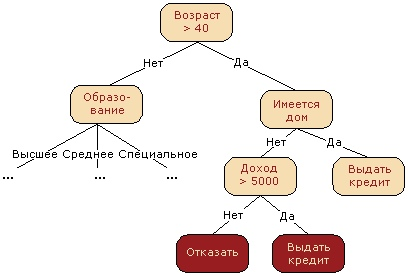 Возраст
> 40
Нет
Да
Образо-
вание
Имеется
дом
Высшее Среднее Специальное
... ... ...
Нет
Да
Доход
> 5000
Выдать
кредит
Нет
Да
Отказать
Выдать
кредит